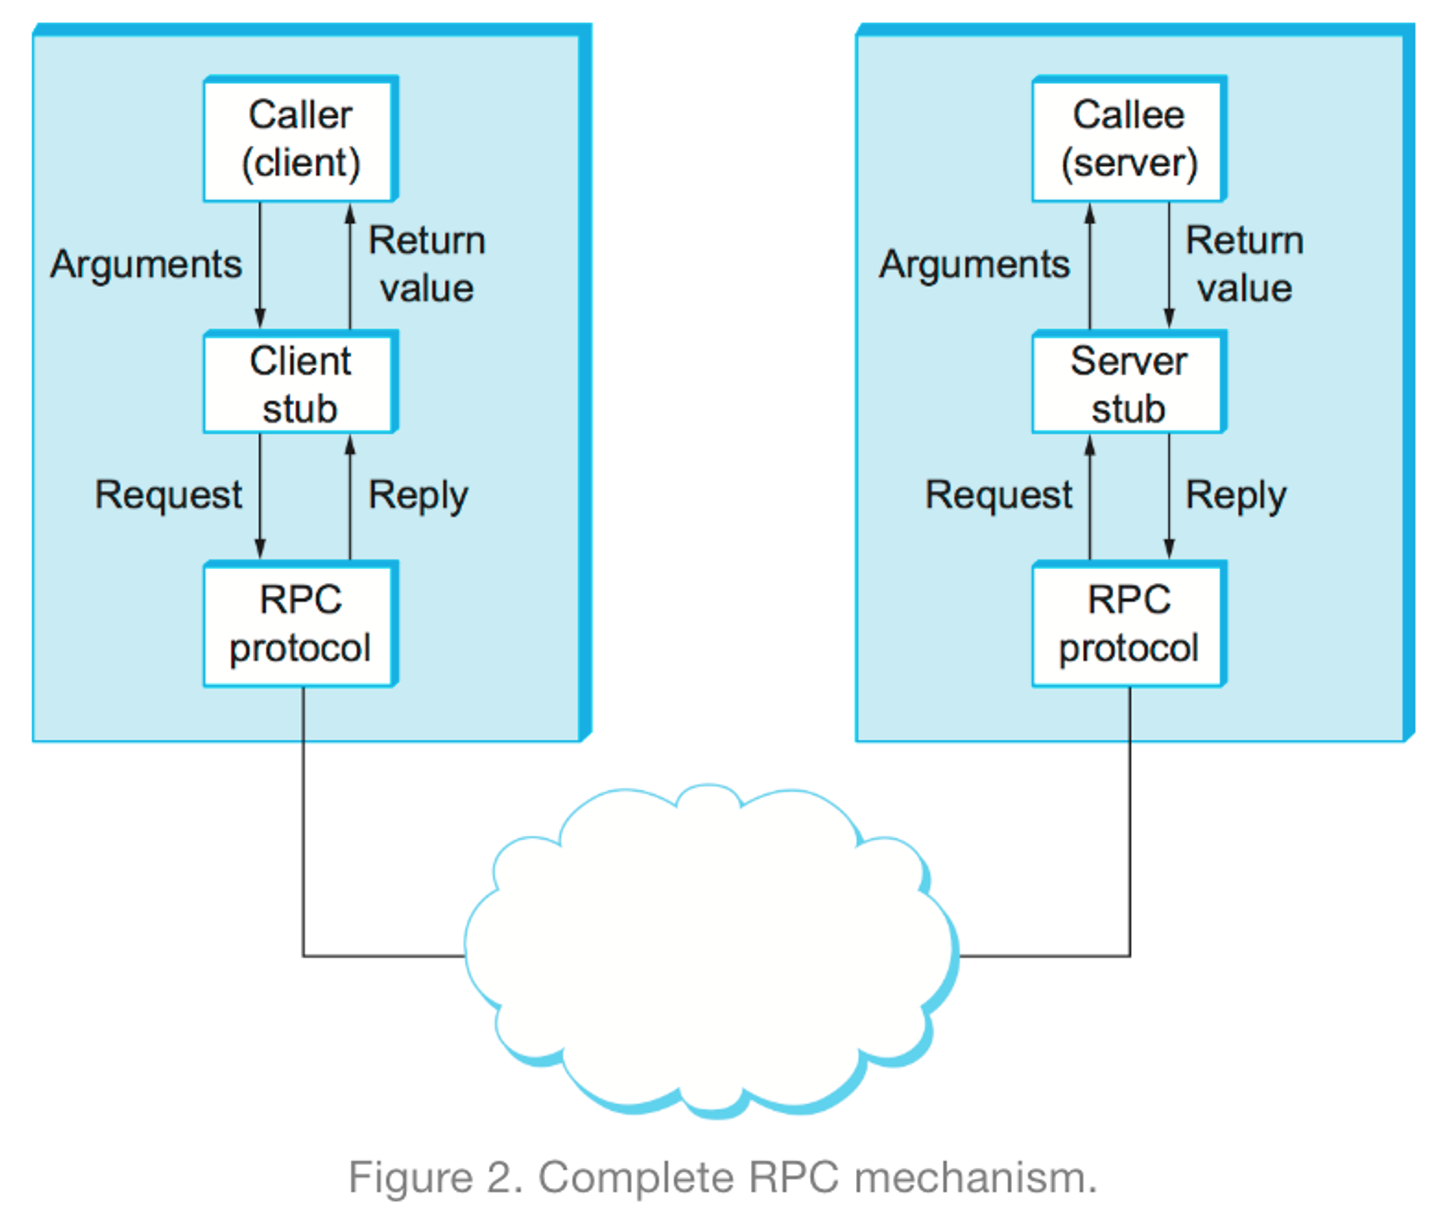 Caller
(client)
Arguments
Return
value
Client
stub
Request
Reply
RPC
protocol
Callee
(server)
Arguments
Return
value
Server
stub
Request
Reply
RPC
protocol
Figure 2. Complete RPC mechanism.